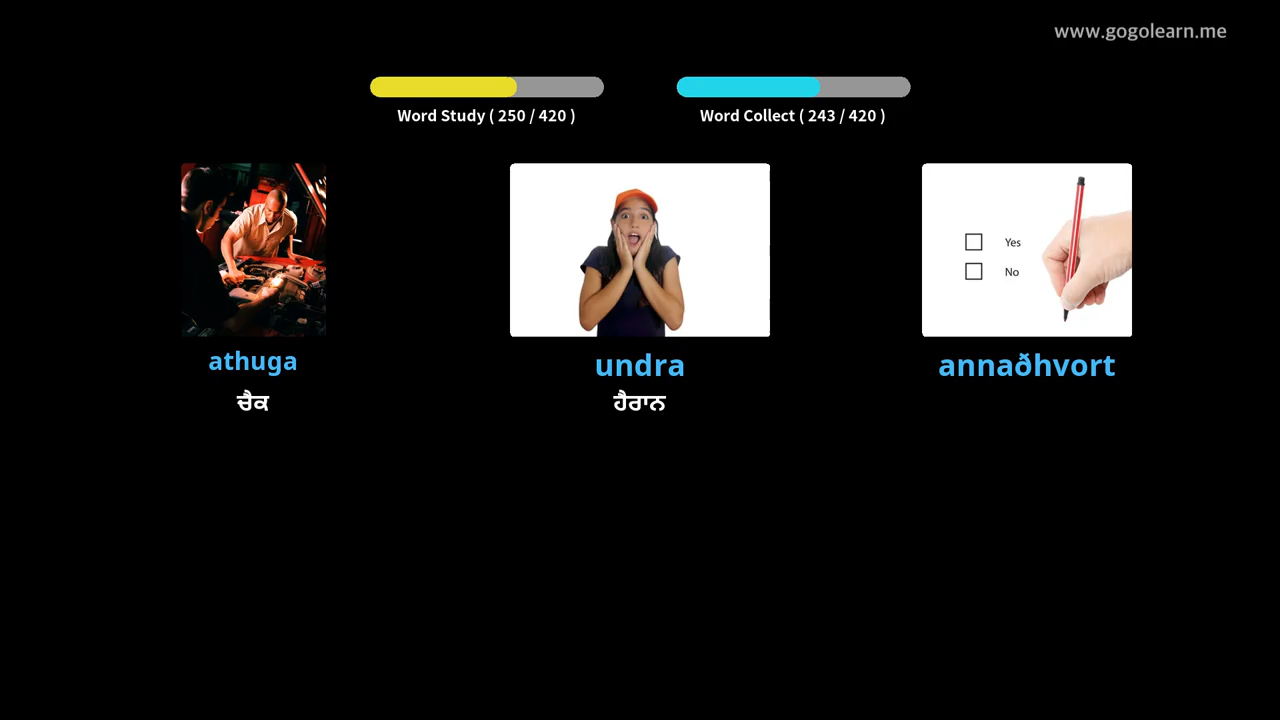 www.gogolearn.me
Word Study ( 250 / 420 )
Word Collect ( 243 / 420 )
Yes
No
athuga
undra
annaðhvort
ਚੈਕ
ਹੈਰਾਨ